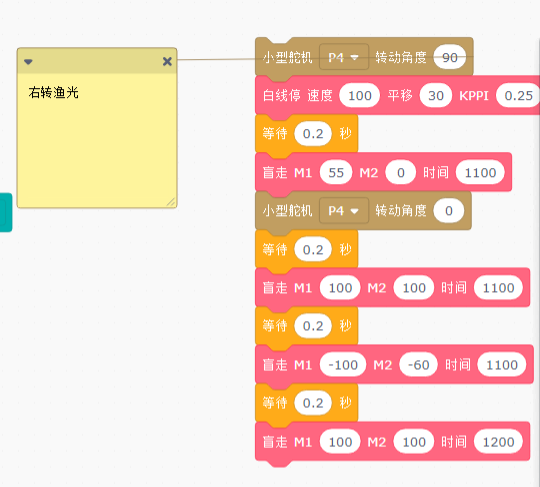 右转渔光
小型舵机 P4 转动角度 90
白线停 速度 100 平移 30 KPPI 0.25
等待 0.2 秒
盲走 M1 55 M2 0 时间 1100
小型舵机 P4 转动角度 0
等待 0.2 秒
盲走 M1 100 M2 100 时间 1100
等待 0.2 秒
盲走 M1 -100 M2 -60 时间 1100
等待 0.2 秒
盲走 M1 100 M2 100 时间 1200